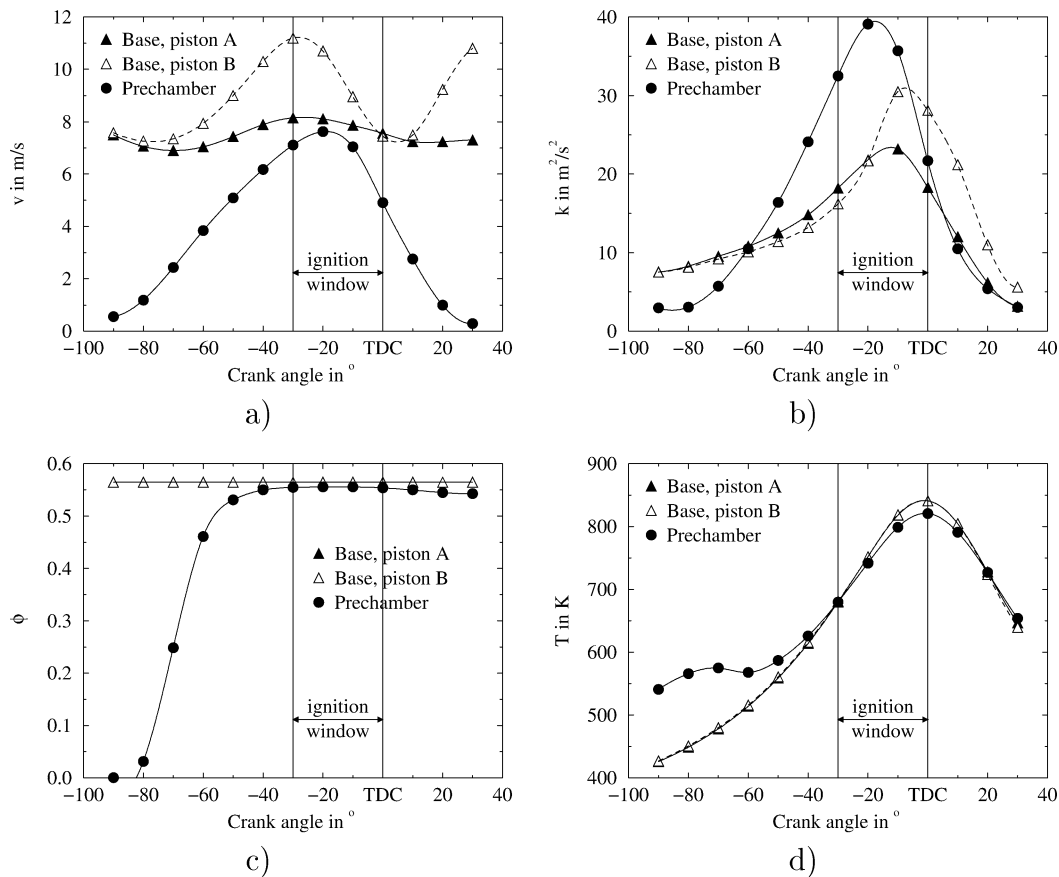 12
10
8
6
4
2
0
v in m/s
Base, piston A
Base, piston B
Prechamber
ignition
window
−100 −80 −60 −40 −20 TDC 20 40
Crank angle in °
a)
40
30
20
10
0
k in m²/s²
Base, piston A
Base, piston B
Prechamber
ignition
window
−100 −80 −60 −40 −20 TDC 20 40
Crank angle in °
b)
0.6
0.5
0.4
0.3
0.2
0.1
0.0
ϕ
Base, piston A
Base, piston B
Prechamber
ignition
window
−100 −80 −60 −40 −20 TDC 20 40
Crank angle in °
c)
900
800
700
600
500
400
T in K
Base, piston A
Base, piston B
Prechamber
ignition
window
−100 −80 −60 −40 −20 TDC 20 40
Crank angle in °
d)